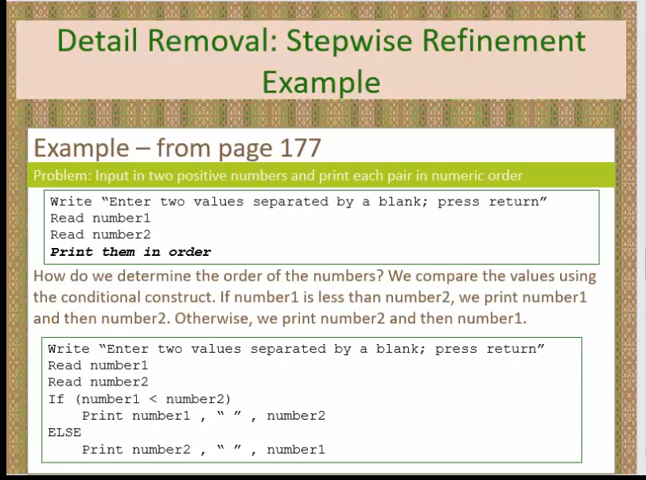 Detail Removal: Stepwise Refinement
Example
Example – from page 177
Problem: Input in two positive numbers and print each pair in numeric order
Write “Enter two values separated by a blank; press return”
Read number1
Read number2
Print them in order
How do we determine the order of the numbers? We compare the values using
the conditional construct. If number1 is less than number2, we print number1
and then number2. Otherwise, we print number2 and then number1.
Write “Enter two values separated by a blank; press return”
Read number1
Read number2
If (number1 < number2)
Print number1 , “ ” , number2
ELSE
Print number2 , “ ” , number1